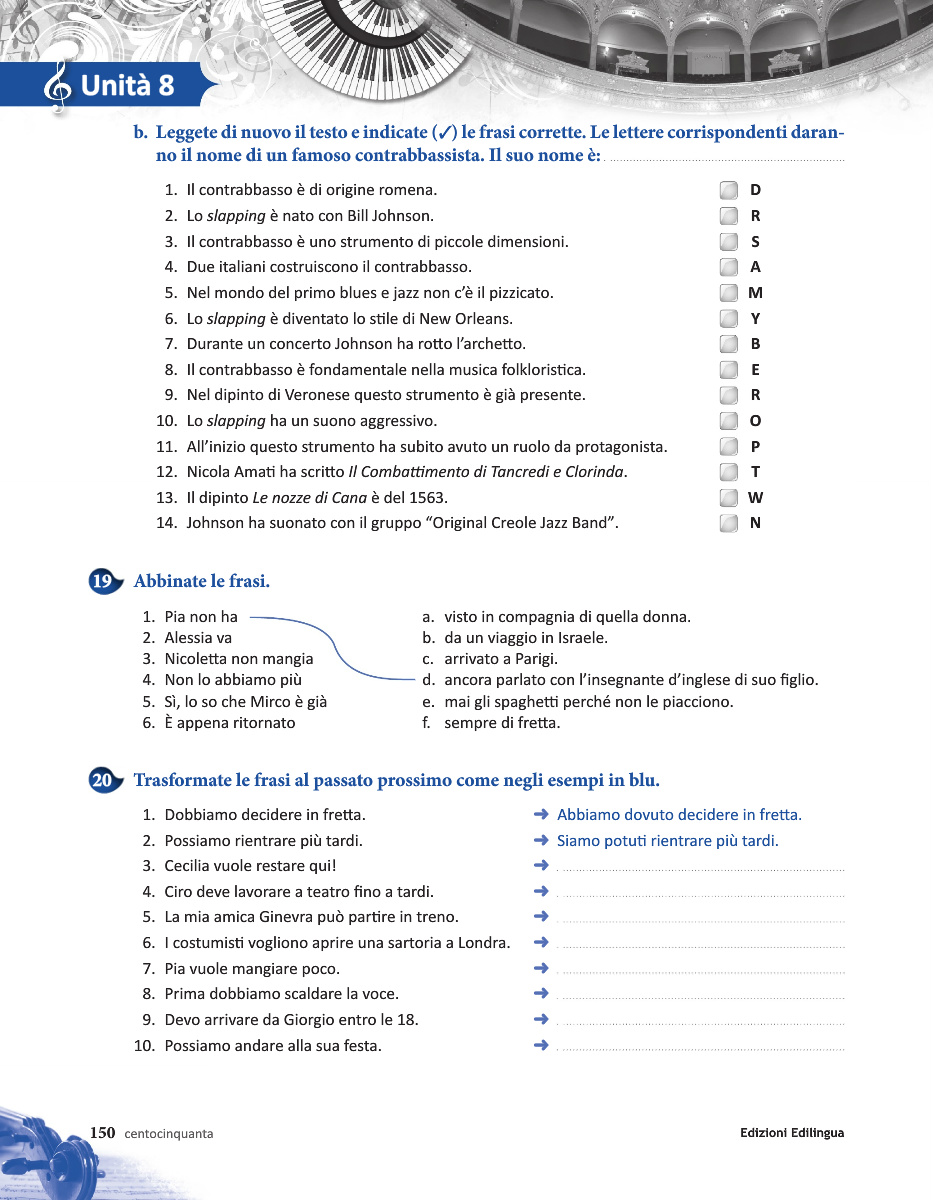 Unità 8
b. Leggete di nuovo il testo e indicate (✓) le frasi corrette. Le lettere corrispondenti daran-
no il nome di un famoso contrabbassista. Il suo nome è:
1. Il contrabbasso è di origine romena. D
2. Lo slapping è nato con Bill Johnson. R
3. Il contrabbasso è uno strumento di piccole dimensioni. S
4. Due italiani costruiscono il contrabbasso. A
5. Nel mondo del primo blues e jazz non c'è il pizzicato. M
6. Lo slapping è diventato lo stile di New Orleans. Y
7. Durante un concerto Johnson ha rotto l'archetto. B
8. Il contrabbasso è fondamentale nella musica folkloristica. E
9. Nel dipinto di Veronese questo strumento è già presente. R
10. Lo slapping ha un suono aggressivo. O
11. All'inizio questo strumento ha subito avuto un ruolo da protagonista. P
12. Nicola Amati ha scritto Il Combattimento di Tancredi e Clorinda. T
13. Il dipinto Le nozze di Cana è del 1563. W
14. Johnson ha suonato con il gruppo “Original Creole Jazz Band”. N
19 Abbinate le frasi.
1. Pia non ha a. visto in compagnia di quella donna.
2. Alessia va b. da un viaggio in Israele.
3. Nicoletta non mangia c. arrivato a Parigi.
4. Non lo abbiamo più d. ancora parlato con l'insegnante d'inglese di suo figlio.
5. Sì, lo so che Mirco è già e. mai gli spaghetti perché non le piacciono.
6. È appena ritornato f. sempre di fretta.
20 Trasformate le frasi al passato prossimo come negli esempi in blu.
1. Dobbiamo decidere in fretta. ➜ Abbiamo dovuto decidere in fretta.
2. Possiamo rientrare più tardi. ➜ Siamo potuti rientrare più tardi.
3. Cecilia vuole restare qui! ➜
4. Ciro deve lavorare a teatro fino a tardi. ➜
5. La mia amica Ginevra può partire in treno. ➜
6. I costumisti vogliono aprire una sartoria a Londra. ➜
7. Pia vuole mangiare poco. ➜
8. Prima dobbiamo scaldare la voce. ➜
9. Devo arrivare da Giorgio entro le 18. ➜
10. Possiamo andare alla sua festa. ➜
150 centocinquanta Edizioni Edilingua